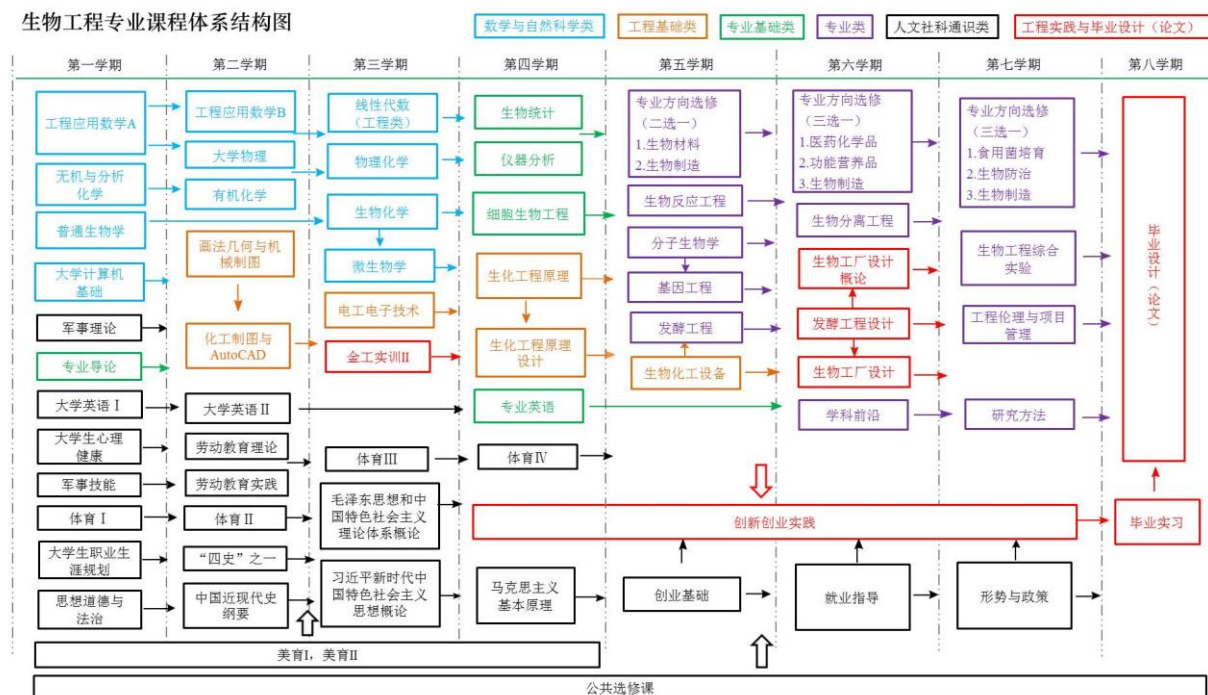 生物工程专业课程体系结构图
数学与自然科学类
工程基础类
专业基础类
专业类
人文社科通识类
工程实践与毕业设计（论文）
第一学期
第二学期
第三学期
第四学期
第五学期
第六学期
第七学期
第八学期
工程应用数学A
无机与分析
化学
普通生物学
大学计算机
基础
军事理论
专业导论
大学英语 I
大学生心理
健康
军事技能
体育 I
大学生职业生
涯规划
思想道德与
法治
工程应用数学B
大学物理
有机化学
画法几何与机
械制图
化工制图与
AutoCAD
大学英语 II
劳动教育理论
劳动教育实践
体育 II
“四史”之一
中国近现代史
纲要
线性代数
（工程类）
物理化学
生物化学
微生物学
电工电子技术
金工实训II
体育III
毛泽东思想和中
国特色社会主义
理论体系概论
习近平新时代中
国特色社会主义
思想概论
生物统计
仪器分析
细胞生物工程
生化工程原理
生化工程原理
设计
专业英语
体育IV
马克思主义
基本原理
专业方向选修
（二选一）
1.生物材料
2.生物制造
生物反应工程
分子生物学
基因工程
发酵工程
生物化工设备
创业基础
专业方向选修
（三选一）
1.医药化学品
2.功能营养品
3.生物制造
生物分离工程
生物工厂设计
概论
发酵工程设计
生物工厂设计
学科前沿
就业指导
专业方向选修
（三选一）
1.食用菌培育
2.生物防治
3.生物制造
生物工程综合
实验
工程伦理与项目
管理
研究方法
形势与政策
毕业设计（论文）
毕业实习
创新创业实践
美育I，美育II
公共选修课